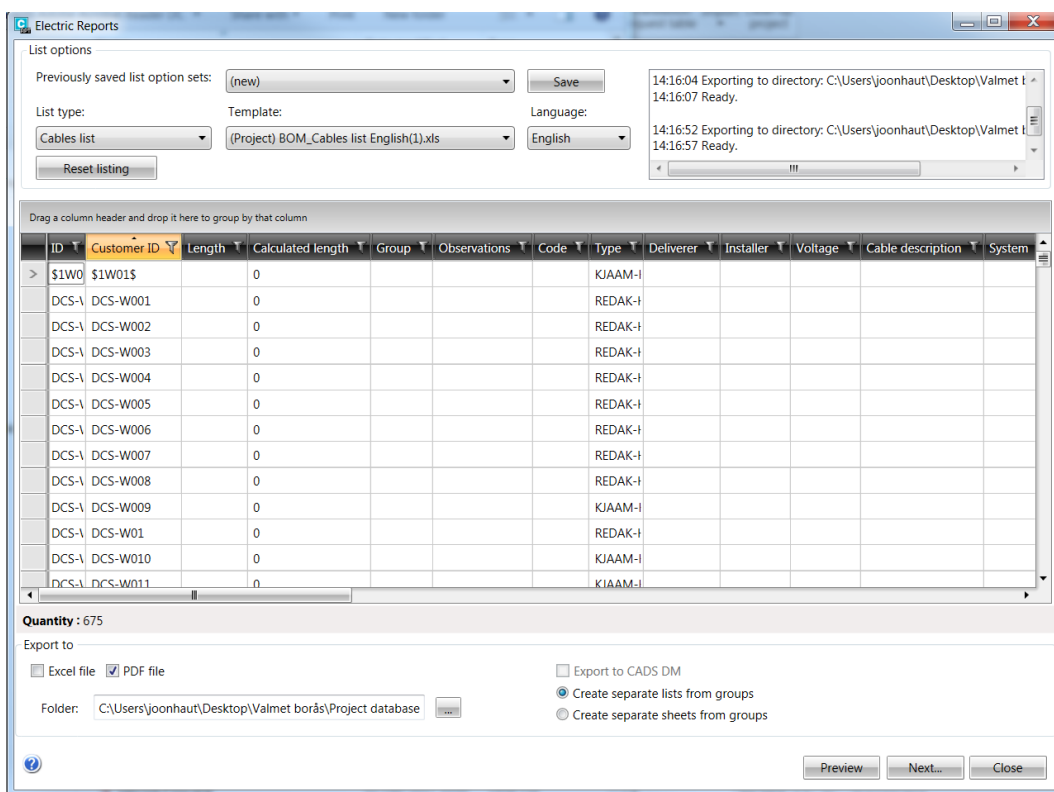 Electric Reports
List options
Previously saved list option sets: (new) Save
14:16:04 Exporting to directory: C:\Users\joonhaut\Desktop\Valmet
14:16:07 Ready.
14:16:52 Exporting to directory: C:\Users\joonhaut\Desktop\Valmet
14:16:57 Ready.
List type: Template: Language:
Cables list (Project) BOM_Cables list English(1).xls English
Reset listing
Drag a column header and drop it here to group by that column
ID Customer ID Length Calculated length Group Observations Code Type Deliverer Installer Voltage Cable description System
$1W0 $1W01$ 0 KJAAM-
DCS- DCS-W001 0 REDAK-
DCS- DCS-W002 0 REDAK-
DCS- DCS-W003 0 REDAK-
DCS- DCS-W004 0 REDAK-
DCS- DCS-W005 0 REDAK-
DCS- DCS-W006 0 REDAK-
DCS- DCS-W007 0 REDAK-
DCS- DCS-W008 0 REDAK-
DCS- DCS-W009 0 KJAAM-
DCS- DCS-W01 0 REDAK-
DCS- DCS-W010 0 KJAAM-
DCS- DCS-W011 0 KJAAM-
Quantity : 675
Export to
Excel file PDF file Export to CADS DM
Create separate lists from groups
Folder: C:\Users\joonhaut\Desktop\Valmet borås\Project database ...
Create separate sheets from groups
Preview Next... Close